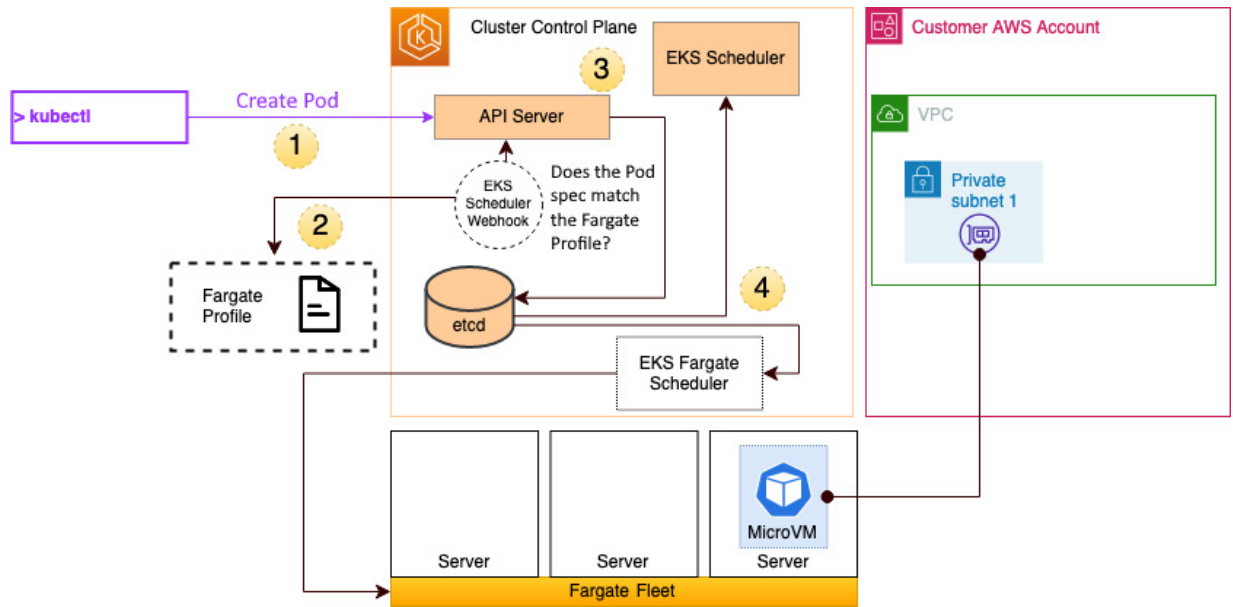 Cluster Control Plane
Customer AWS Account
EKS Scheduler
3
> kubectl
Create Pod
1
API Server
VPC
EKS
Scheduler
Webhook
Does the Pod
spec match
the Fargate
Profile?
Private
subnet 1
2
Fargate
Profile
etcd
4
EKS Fargate
Scheduler
MicroVM
Server
Server
Server
Fargate Fleet